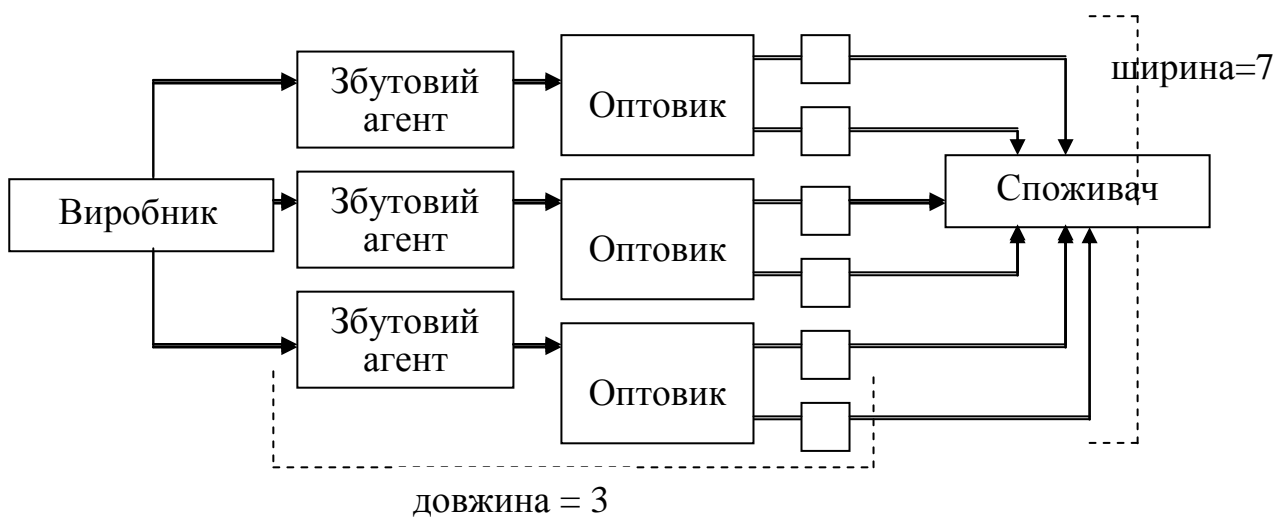 Збутовий
агент
Оптовик
ширина=7
Виробник
Збутовий
агент
Оптовик
Споживач
Збутовий
агент
Оптовик
довжина = 3